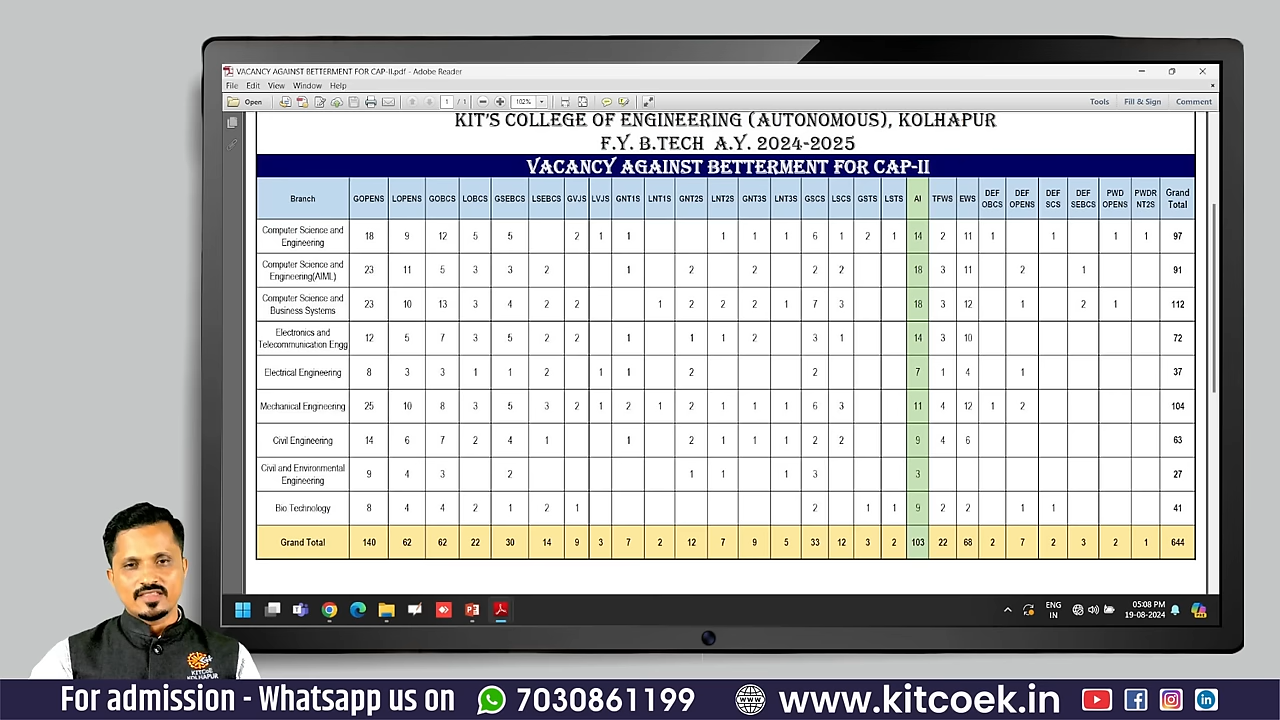 VACANCY AGAINST BETTERMENT FOR CAP-II.pdf - Adobe Reader
File Edit View Window Help
Open 1 / 1 102% Tools Fill & Sign Comment
KIT'S COLLEGE OF ENGINEERING (AUTONOMOUS), KOLHAPUR
F.Y. B.TECH A.Y. 2024-2025
VACANCY AGAINST BETTERMENT FOR CAP-II
Branch GOPENS LOPENS GOBCS LOBCS GSEBCS LSEBCS GVJS LVJS GNT1S LNT1S GNT2S LNT2S GNT3S LNT3S GSCS LSCS GSTS LSTS AI TFWS EWS DEF OBCS DEF OPENS DEF SCS DEF SEBCS PWD OPENS PWDR NT2S Grand Total
Computer Science and Engineering 18 9 12 5 5 2 1 1 1 1 1 6 1 2 1 14 2 11 1 1 1 1 97
Computer Science and Engineering(AIML) 23 11 5 3 3 2 1 2 2 2 2 18 3 11 2 1 91
Computer Science and Business Systems 23 10 13 3 4 2 2 1 2 2 2 1 7 3 18 3 12 1 2 1 112
Electronics and Telecommunication Engg 12 5 7 3 5 2 2 1 1 1 2 3 1 14 3 10 72
Electrical Engineering 8 3 3 1 1 2 1 1 2 2 7 1 4 1 37
Mechanical Engineering 25 10 8 3 5 3 2 1 2 1 2 1 1 1 6 3 11 4 12 1 2 104
Civil Engineering 14 6 7 2 4 1 1 2 1 1 1 2 2 9 4 6 63
Civil and Environmental Engineering 9 4 3 2 1 1 1 3 3 27
Bio Technology 8 4 4 2 1 2 1 2 1 1 9 2 2 1 1 41
Grand Total 140 62 62 22 30 14 9 3 7 2 12 7 9 5 33 12 3 2 103 22 68 2 7 2 3 2 1 644
ENG IN
05:08 PM
19-08-2024
KITCoE
KOLHAPUR
For admission - Whatsapp us on 7030861199 www.kitcoek.in